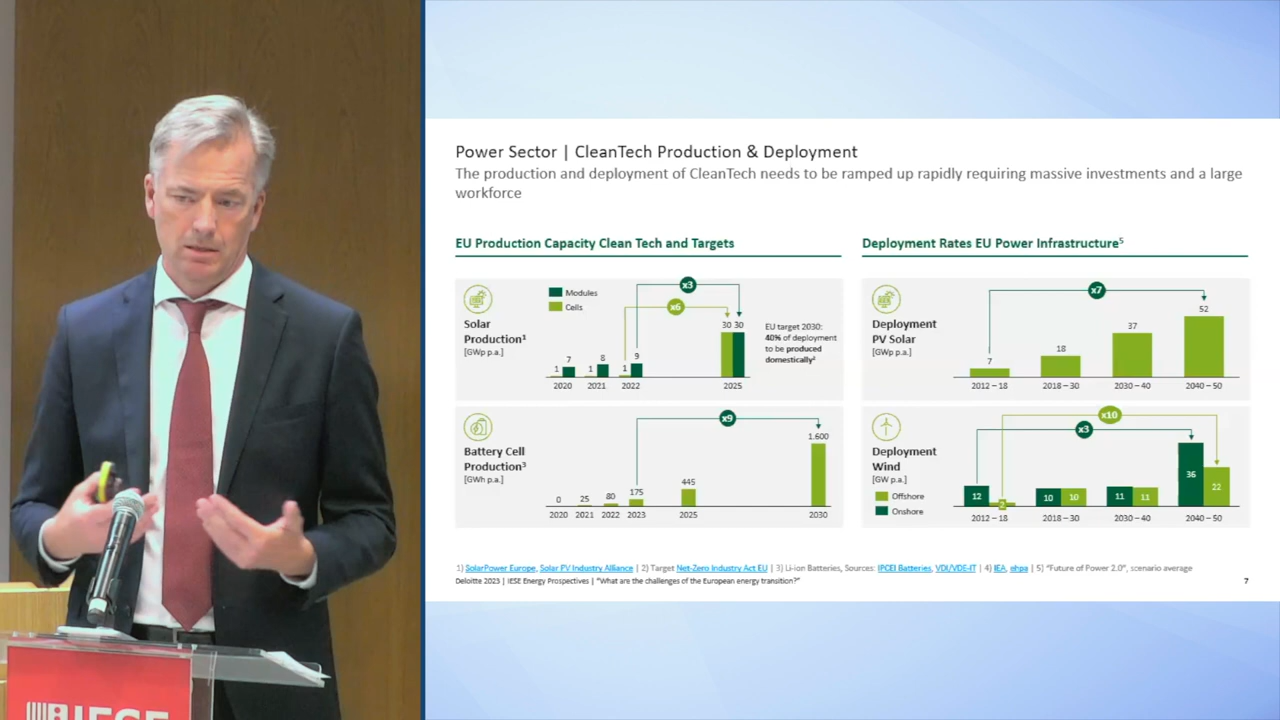 Power Sector | CleanTech Production & Deployment
The production and deployment of CleanTech needs to be ramped up rapidly requiring massive investments and a large
workforce
EU Production Capacity Clean Tech and Targets
Solar
Production¹
[GWp p.a.]
Modules
Cells
x3
x6
1 7
1 8
1 9
30 30
2020 2021 2022 2025
EU target 2030:
40% of deployment
to be produced
domestically²
Battery Cell
Production³
[GWh p.a.]
x9
0 25 80 175 445 1.600
2020 2021 2022 2023 2025 2030
Deployment Rates EU Power Infrastructure⁵
Deployment
PV Solar
[GWp p.a.]
x7
7 18 37 52
2012 – 18 2018 – 30 2030 – 40 2040 – 50
Deployment
Wind
[GW p.a.]
Offshore
Onshore
x10
x3
12 2 10 10 11 11 36 22
2012 – 18 2018 – 30 2030 – 40 2040 – 50
1) SolarPower Europe, Solar PV Industry Alliance | 2) Target Net-Zero Industry Act EU | 3) Li-ion Batteries, Sources: IPCEI Batteries, VDI/VDE-IT | 4) IEA, ehpa | 5) "Future of Power 2.0", scenario average
Deloitte 2023 | IESE Energy Prospectives | "What are the challenges of the European energy transition?"
7
IESE